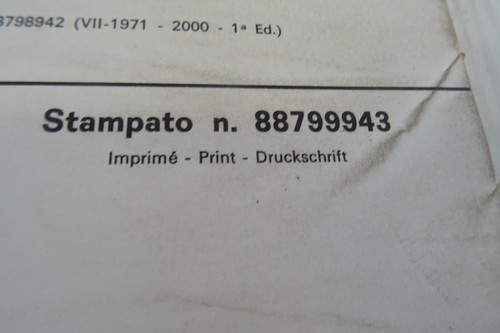 8798942 (VII-1971 - 2000 - 1ª Ed.)
Stampato n. 88799943
Imprimé - Print - Druckschrift